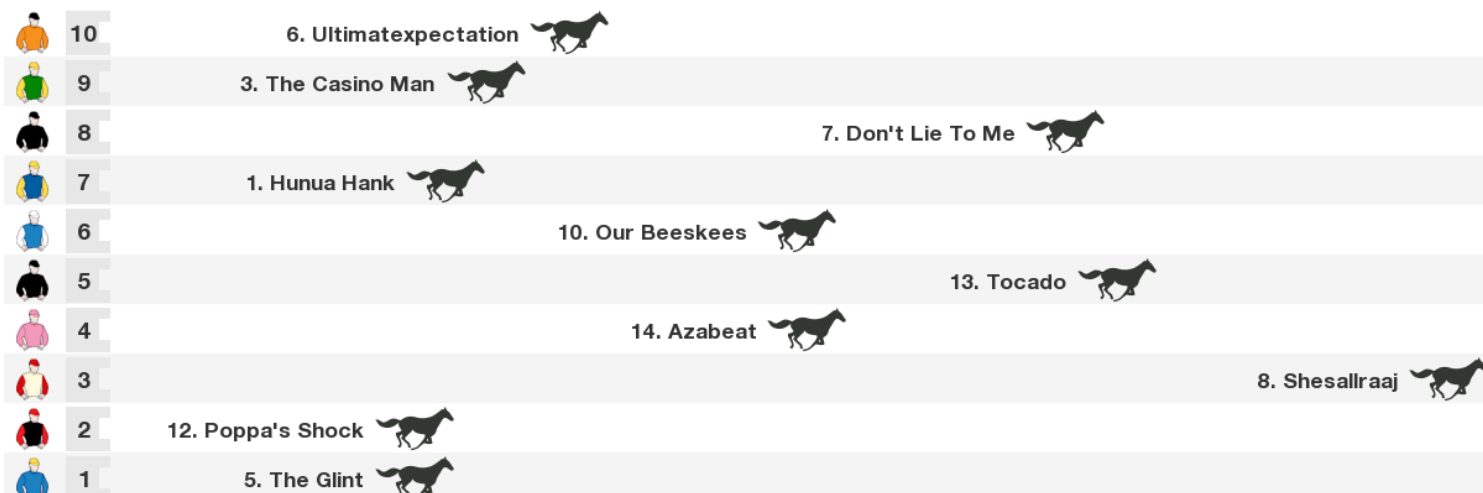 10 6. Ultimatexpectation
9 3. The Casino Man
8 7. Don't Lie To Me
7 1. Hunua Hank
6 10. Our Beeskees
5 13. Tocado
4 14. Azabeat
3 8. Shesallraaj
2 12. Poppa's Shock
1 5. The Glint